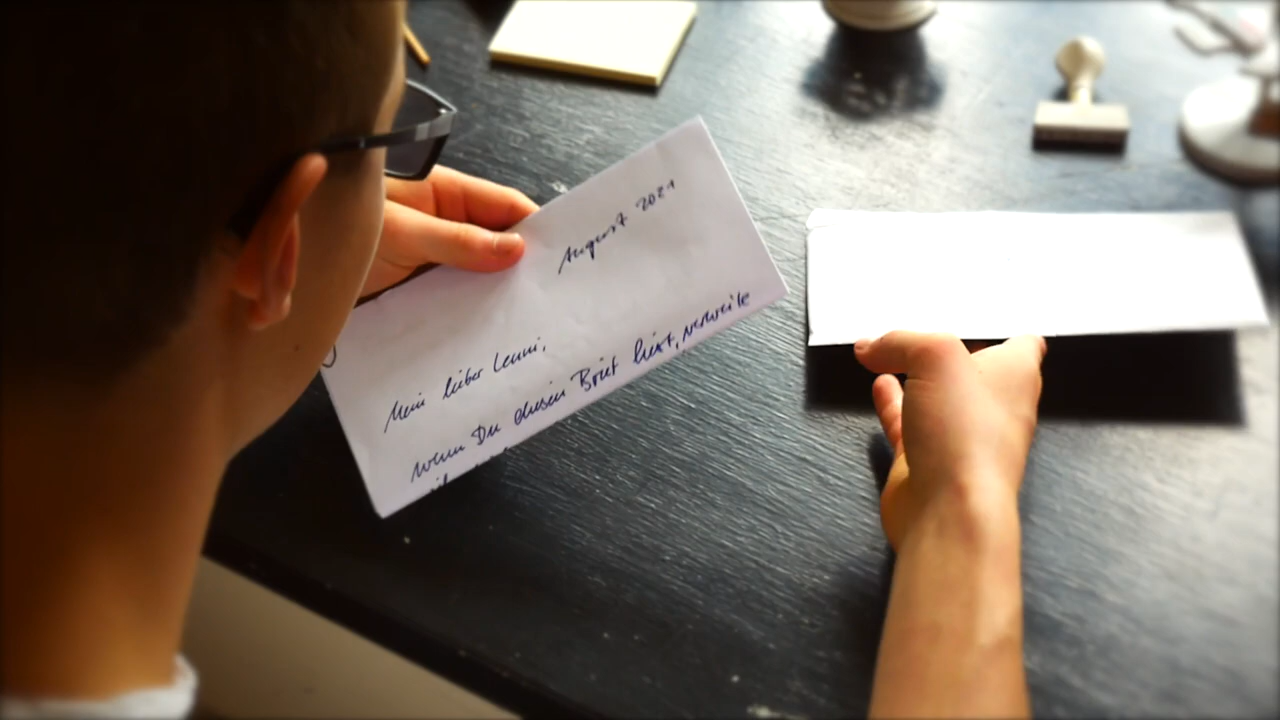 August 2021
Mein lieber Lenni,
wenn Du diesen Brief liest, verweile